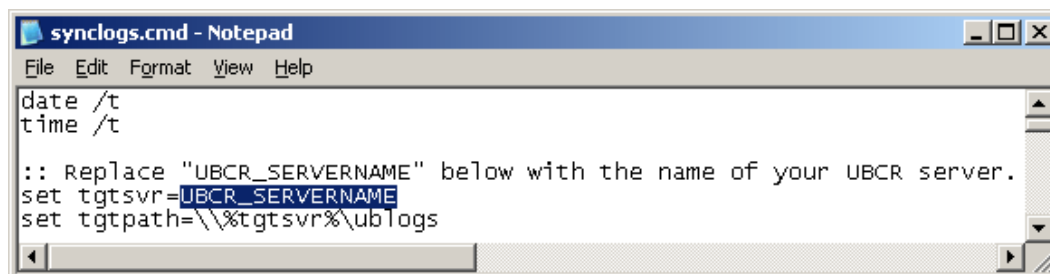 synclogs.cmd - Notepad
File Edit Format View Help
date /t
time /t
:: Replace "UBCR_SERVERNAME" below with the name of your UBCR server.
set tgtsvr=UBCR_SERVERNAME
set tgtpath=\\%tgtsvr%\ublogs